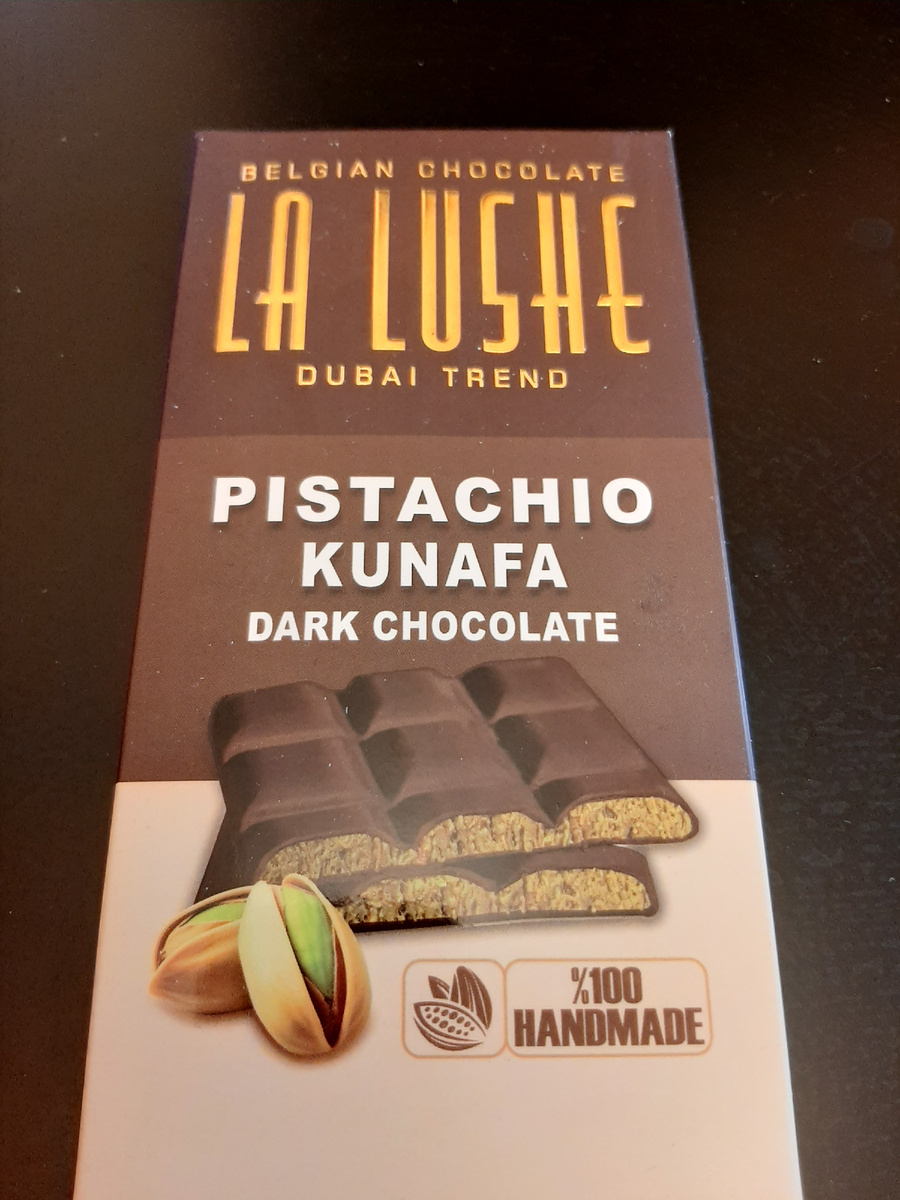 BELGIAN CHOCOLATE
LA LUSHE
DUBAI TREND
PISTACHIO
KUNAFA
DARK CHOCOLATE
%100
HANDMADE